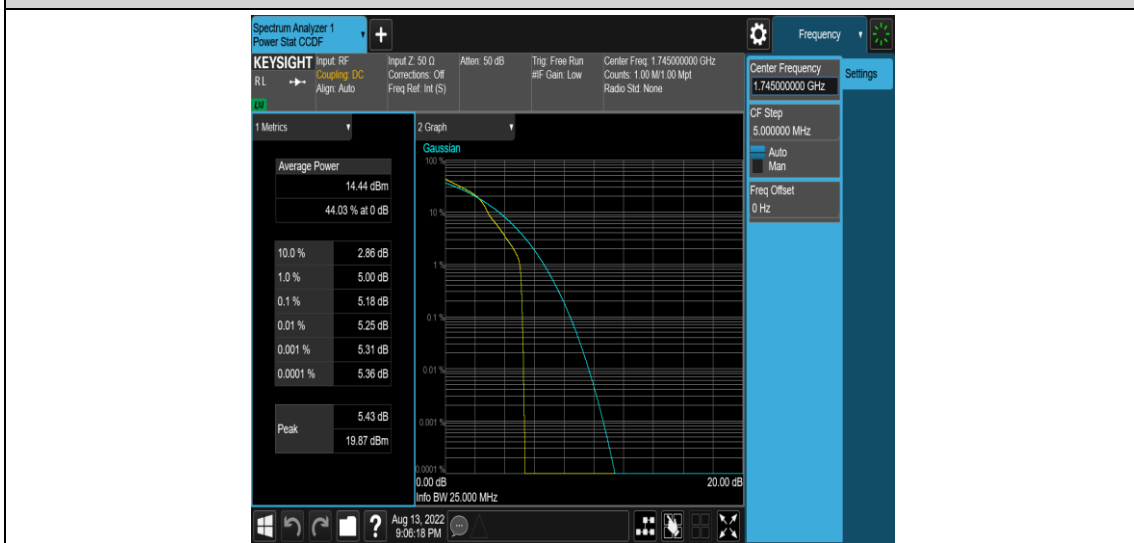 Spectrum Analyzer 1
Power Stat CCDF
+
Frequency
KEYSIGHT
RL
LXI
Input: RF
Coupling: DC
Align: Auto
Input Z: 50 Ω
Corrections: Off
Freq Ref: Int (S)
Atten: 50 dB
Trig: Free Run
#IF Gain: Low
Center Freq: 1.745000000 GHz
Counts: 1.00 M/1.00 Mpt
Radio Std: None
Center Frequency
1.745000000 GHz
Settings
CF Step
5.000000 MHz
Auto
Man
Freq Offset
0 Hz
1 Metrics
Average Power
14.44 dBm
44.03 % at 0 dB
10.0 % 2.86 dB
1.0 % 5.00 dB
0.1 % 5.18 dB
0.01 % 5.25 dB
0.001 % 5.31 dB
0.0001 % 5.36 dB
Peak
5.43 dB
19.87 dBm
2 Graph
Gaussian
100 %
10 %
1 %
0.1 %
0.01 %
0.001 %
0.0001 %
0.00 dB 20.00 dB
Info BW 25.000 MHz
?
Aug 13, 2022
9:06:18 PM